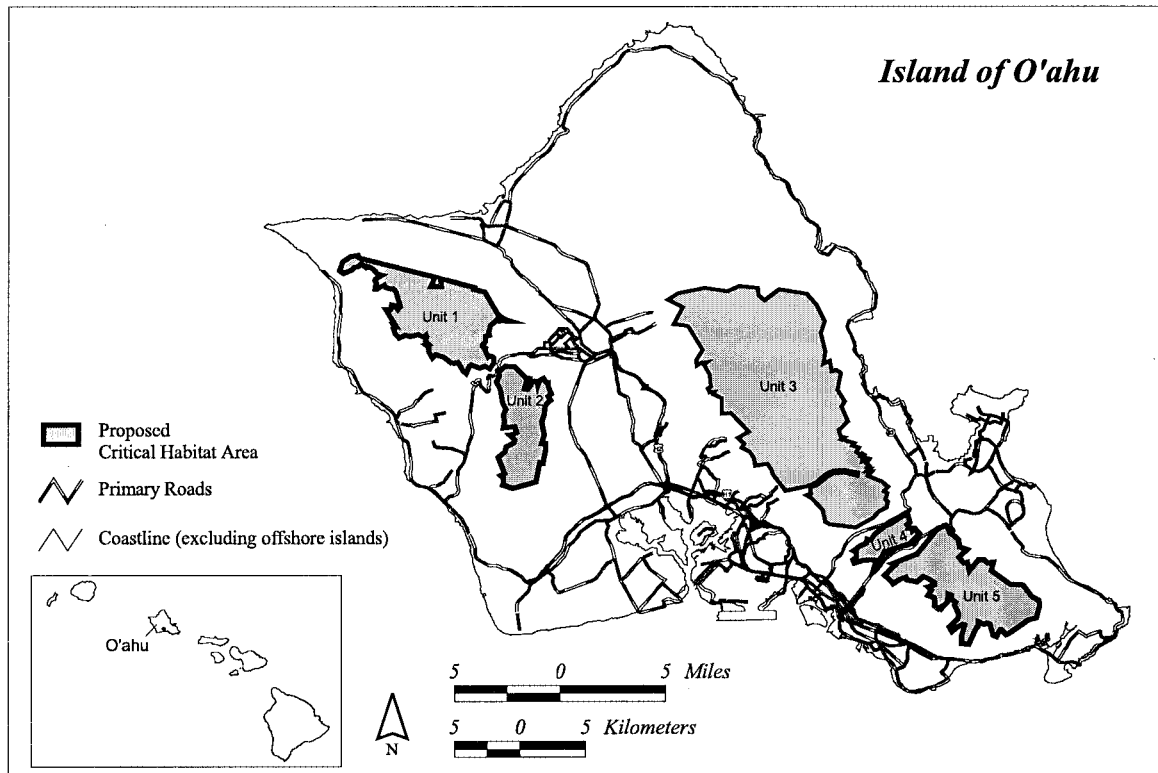 Island of O'ahu
Unit 1
Unit 2
Unit 3
Unit 4
Unit 5
Proposed
Critical Habitat Area
Primary Roads
Coastline (excluding offshore islands)
O'ahu
N
5 0 5 Miles
5 0 5 Kilometers